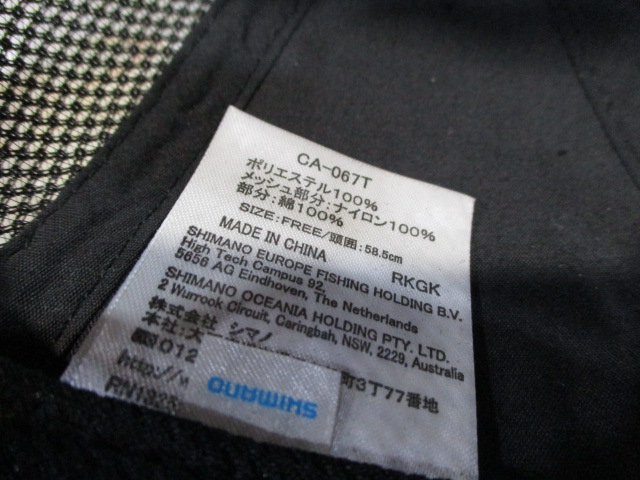 CA-067T
ポリエステル100%
メッシュ部分:ナイロン100%
部分:綿100%
SIZE: FREE/頭囲:58.5cm
MADE IN CHINA RKGK
SHIMANO EUROPE FISHING HOLDING B.V.
High Tech Campus 92,
5656 AG Eindhoven, The Netherlands
SHIMANO OCEANIA HOLDING PTY. LTD.
2 Wurrook Circuit, Caringbah, NSW, 2229, Australia
株式会社 シマノ
本社:大 町3丁77番地
012
http://
RN1325
SHIMANO